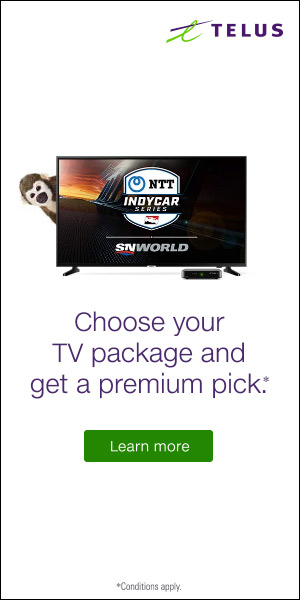 TELUS
NTT
INDYCAR
SERIES
SNWORLD
Choose your
TV package and
get a premium pick.*
Learn more
*Conditions apply.